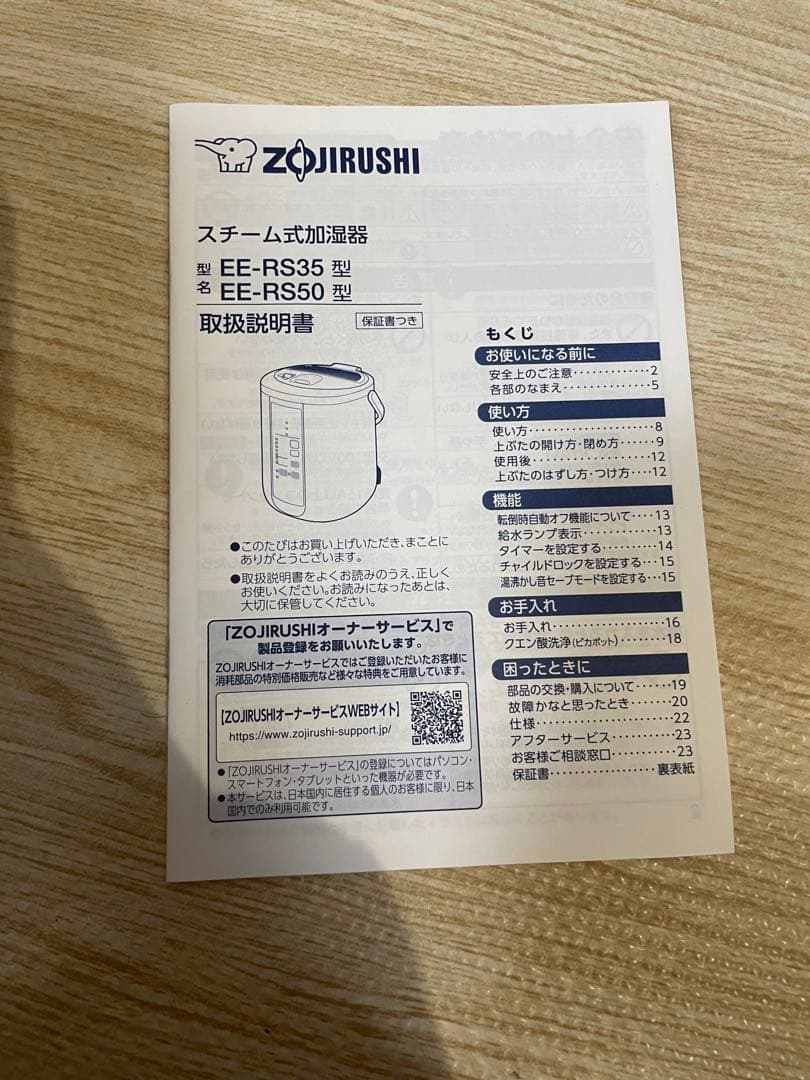 ZOJIRUSHI
スチーム式加湿器
型名 EE-RS35 型
EE-RS50 型
取扱説明書 保証書つき
●このたびはお買い上げいただき、まことに
ありがとうございます。
●取扱説明書をよくお読みのうえ、正しく
お使いください。お読みになったあとは、
大切に保管してください。
「ZOJIRUSHIオーナーサービス」で
製品登録をお願いいたします。
ZOJIRUSHIオーナーサービスではご登録いただいたお客様に
消耗部品の特別価格販売など様々な特典をご用意しています。
【ZOJIRUSHIオーナーサービスWEBサイト】
https://www.zojirushi-support.jp/
●「ZOJIRUSHIオーナーサービス」の登録についてはパソコン・
スマートフォン・タブレットといった機器が必要です。
●本サービスは、日本国内に居住する個人のお客様に限り、日本
国内でのみ利用可能です。
もくじ
お使いになる前に
安全上のご注意・・・・・・・・・・・・2
各部のなまえ・・・・・・・・・・・・・5
使い方
使い方・・・・・・・・・・・・・・・・・・8
上ぶたの開け方・閉め方・・・・・・9
使用後・・・・・・・・・・・・・・・・・12
上ぶたのはずし方・つけ方・・・・12
機能
転倒時自動オフ機能について・・・・13
給水ランプ表示・・・・・・・・・・・・13
タイマーを設定する・・・・・・・・・14
チャイルドロックを設定する・・・15
湯沸かし音セーブモードを設定する・・・15
お手入れ
お手入れ・・・・・・・・・・・・・・・・16
クエン酸洗浄(ピカポット)・・・・・・・18
困ったときに
部品の交換・購入について・・・・・19
故障かなと思ったとき・・・・・・・20
仕様・・・・・・・・・・・・・・・・・・・22
アフターサービス・・・・・・・・・・23
お客様ご相談窓口・・・・・・・・・・23
保証書・・・・・・・・・・・・・・・裏表紙